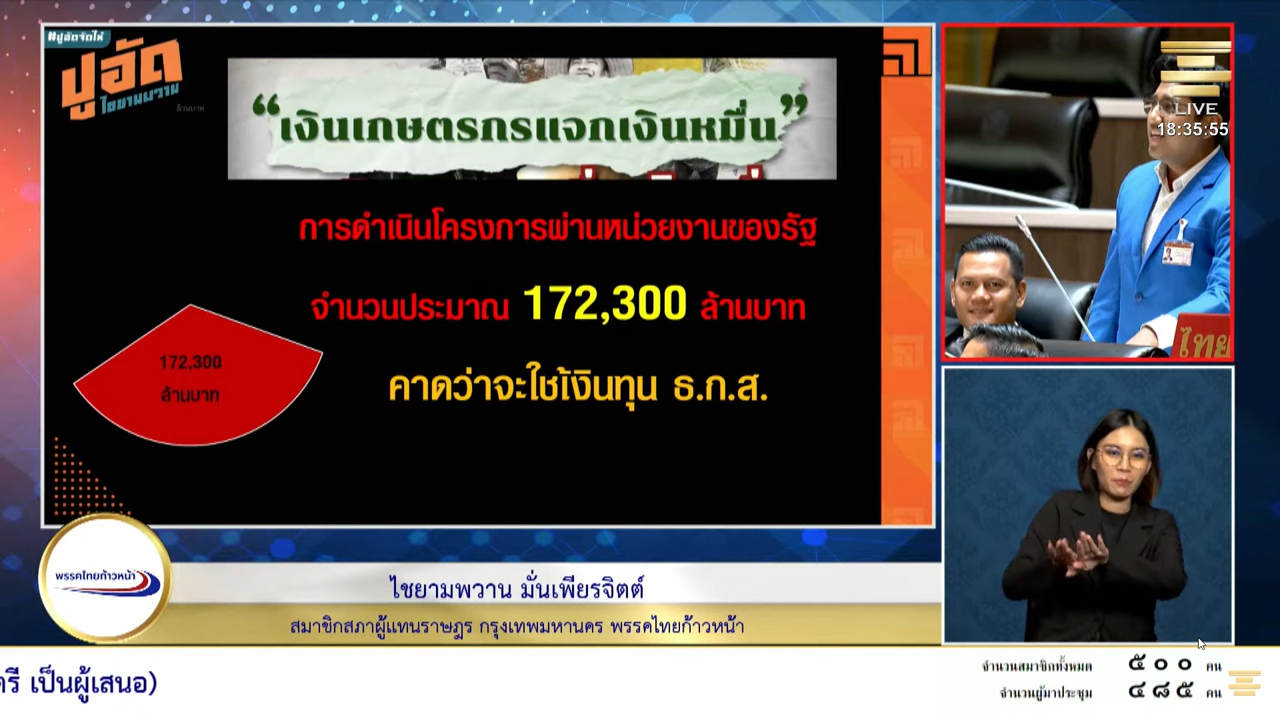 #ปูอัดจัดให้
ปูอัด
ไชยามพวาน
ล้านบาท
“เงินเกษตรกรแจกเงินหมื่น”
การดำเนินโครงการผ่านหน่วยงานของรัฐ
จำนวนประมาณ 172,300 ล้านบาท
คาดว่าจะใช้เงินทุน ธ.ก.ส.
172,300
ล้านบาท
LIVE
18:35:55
ไทย
พรรคไทยก้าวหน้า
ไชยามพวาน มั่นเพียรจิตต์
สมาชิกสภาผู้แทนราษฎร กรุงเทพมหานคร พรรคไทยก้าวหน้า
รี เป็นผู้เสนอ)
จำนวนสมาชิกทั้งหมด ๕๐๐ คน
จำนวนผู้มาประชุม ๔๘๕ คน